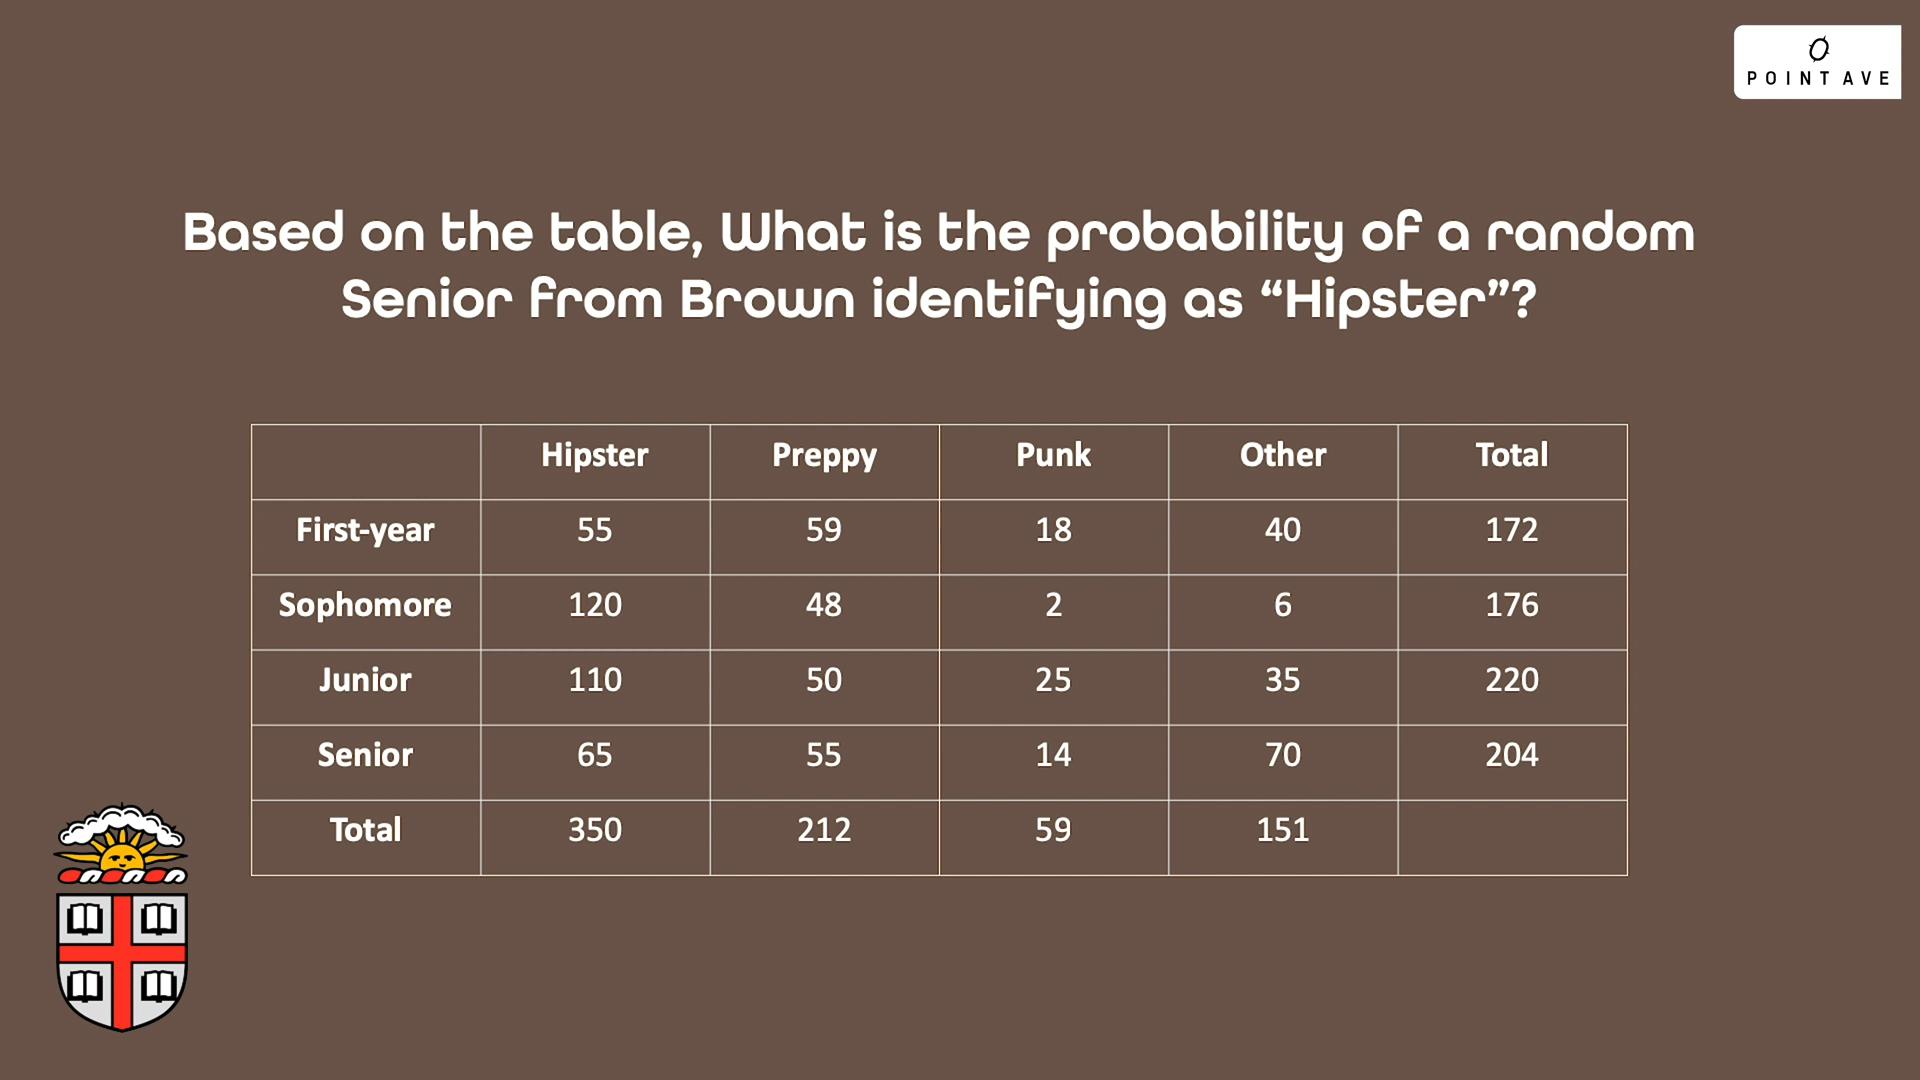 POINT AVE
Based on the table, What is the probability of a random
Senior from Brown identifying as “Hipster”?
Hipster Preppy Punk Other Total
First-year 55 59 18 40 172
Sophomore 120 48 2 6 176
Junior 110 50 25 35 220
Senior 65 55 14 70 204
Total 350 212 59 151